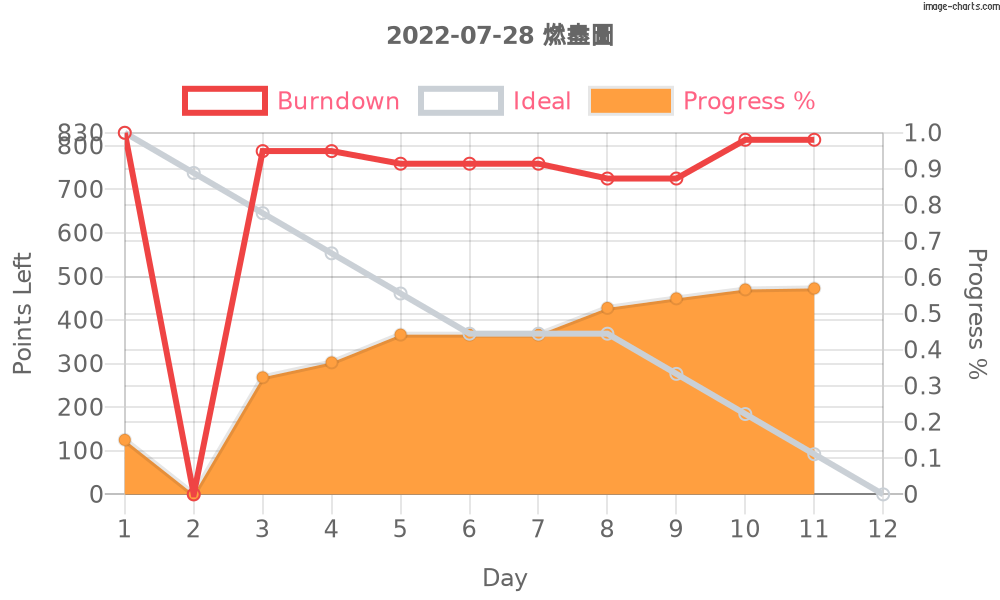 image-charts.com
2022-07-28 燃盡圖
Burndown Ideal Progress %
830 1.0
800 0.9
700 0.8
600 0.7
500 0.6
400 0.5
300 0.4
200 0.3
100 0.2
0 0.1
0
Points Left
Progress %
1 2 3 4 5 6 7 8 9 10 11 12
Day